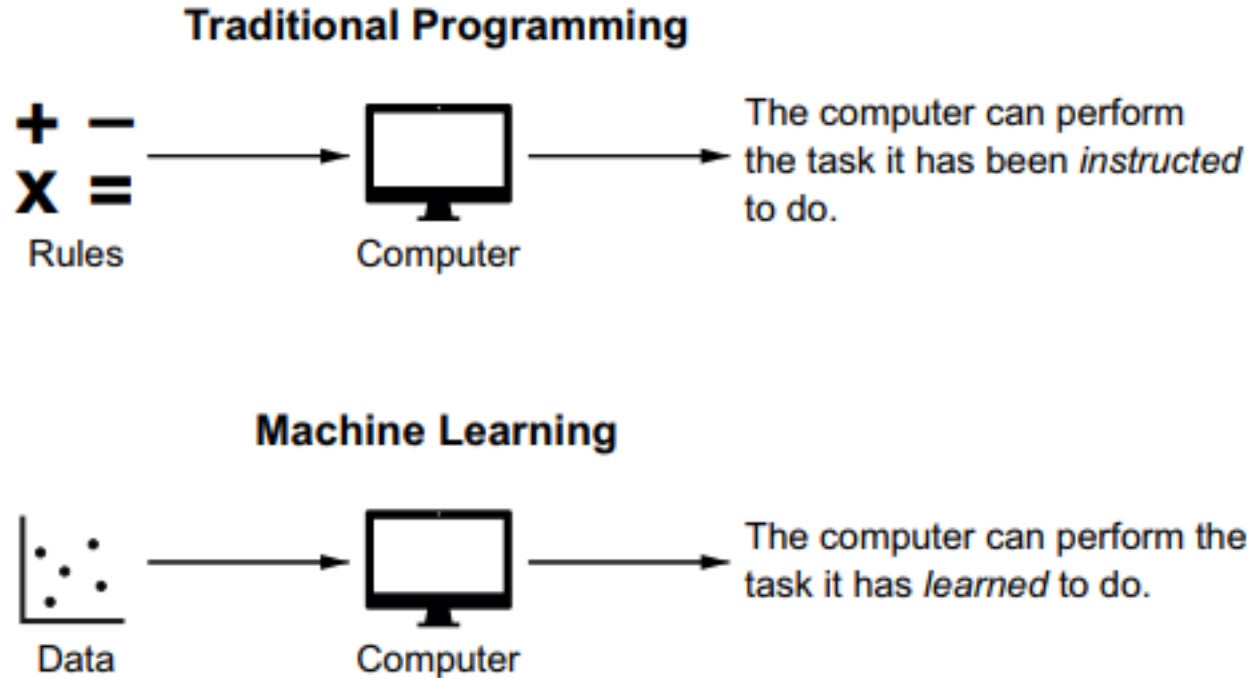 Traditional Programming
+ −
x =
Rules
Computer
The computer can perform
the task it has been instructed
to do.
Machine Learning
Data
Computer
The computer can perform the
task it has learned to do.